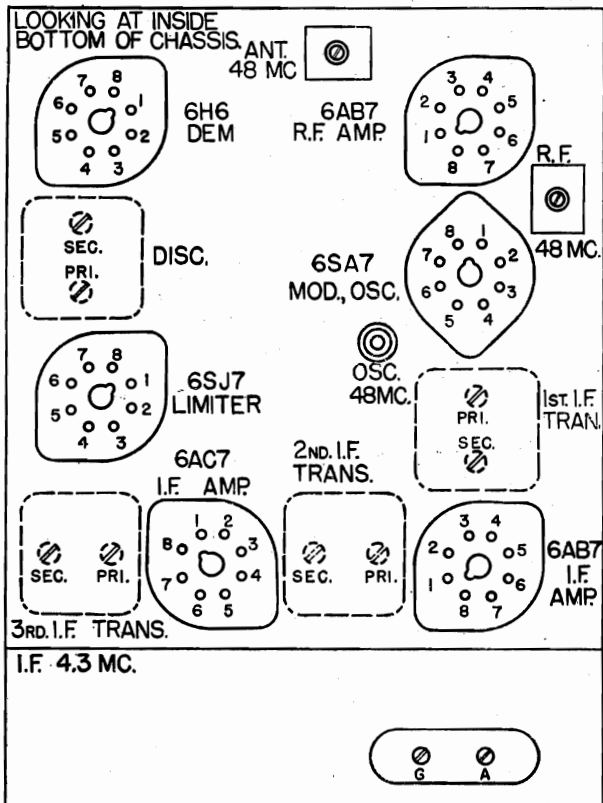 LOOKING AT INSIDE
BOTTOM OF CHASSIS.
ANT.
48 MC
7 8
6 1
5 2
4 3
6H6
DEM
6AB7
R.F. AMP.
3 4
2 5
1 6
8 7
R.F.
48 MC.
SEC.
PRI.
DISC.
6SA7
MOD., OSC.
8 1
7 2
6 3
5 4
OSC.
48MC.
7 8
6 1
5 2
4 3
6SJ7
LIMITER
PRI.
SEC.
1ST. I.F.
TRAN.
6AC7
I.F. AMP.
2ND. I.F.
TRANS.
SEC. PRI.
1 2
8 3
7 4
6 5
SEC. PRI.
3 4
2 5
1 6
8 7
6AB7
I.F.
AMP.
3RD. I.F. TRANS.
I.F. 4.3 MC.
G A